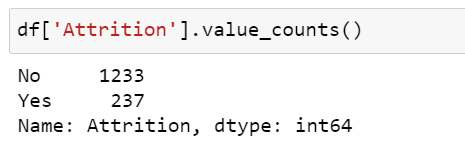 df['Attrition'].value_counts()
No     1233
Yes     237
Name: Attrition, dtype: int64